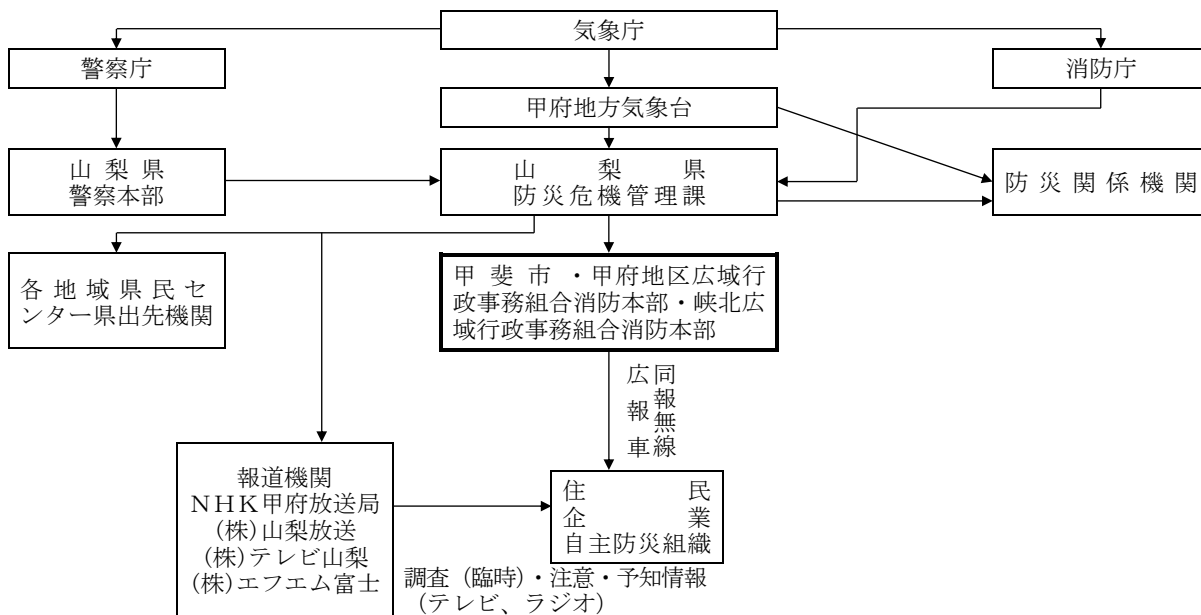 気象庁
警察庁
消防庁
甲府地方気象台
山梨県
警察本部
山梨県
防災危機管理課
防災関係機関
各地域県民セ
ンター県出先機関
甲斐市・甲府地区広域行
政事務組合消防本部・峡北広
域行政事務組合消防本部
同報無線
広報車
報道機関
ＮＨＫ甲府放送局
(株)山梨放送
(株)テレビ山梨
(株)エフエム富士
住民
企業
自主防災組織
調査（臨時）・注意・予知情報
（テレビ、ラジオ）